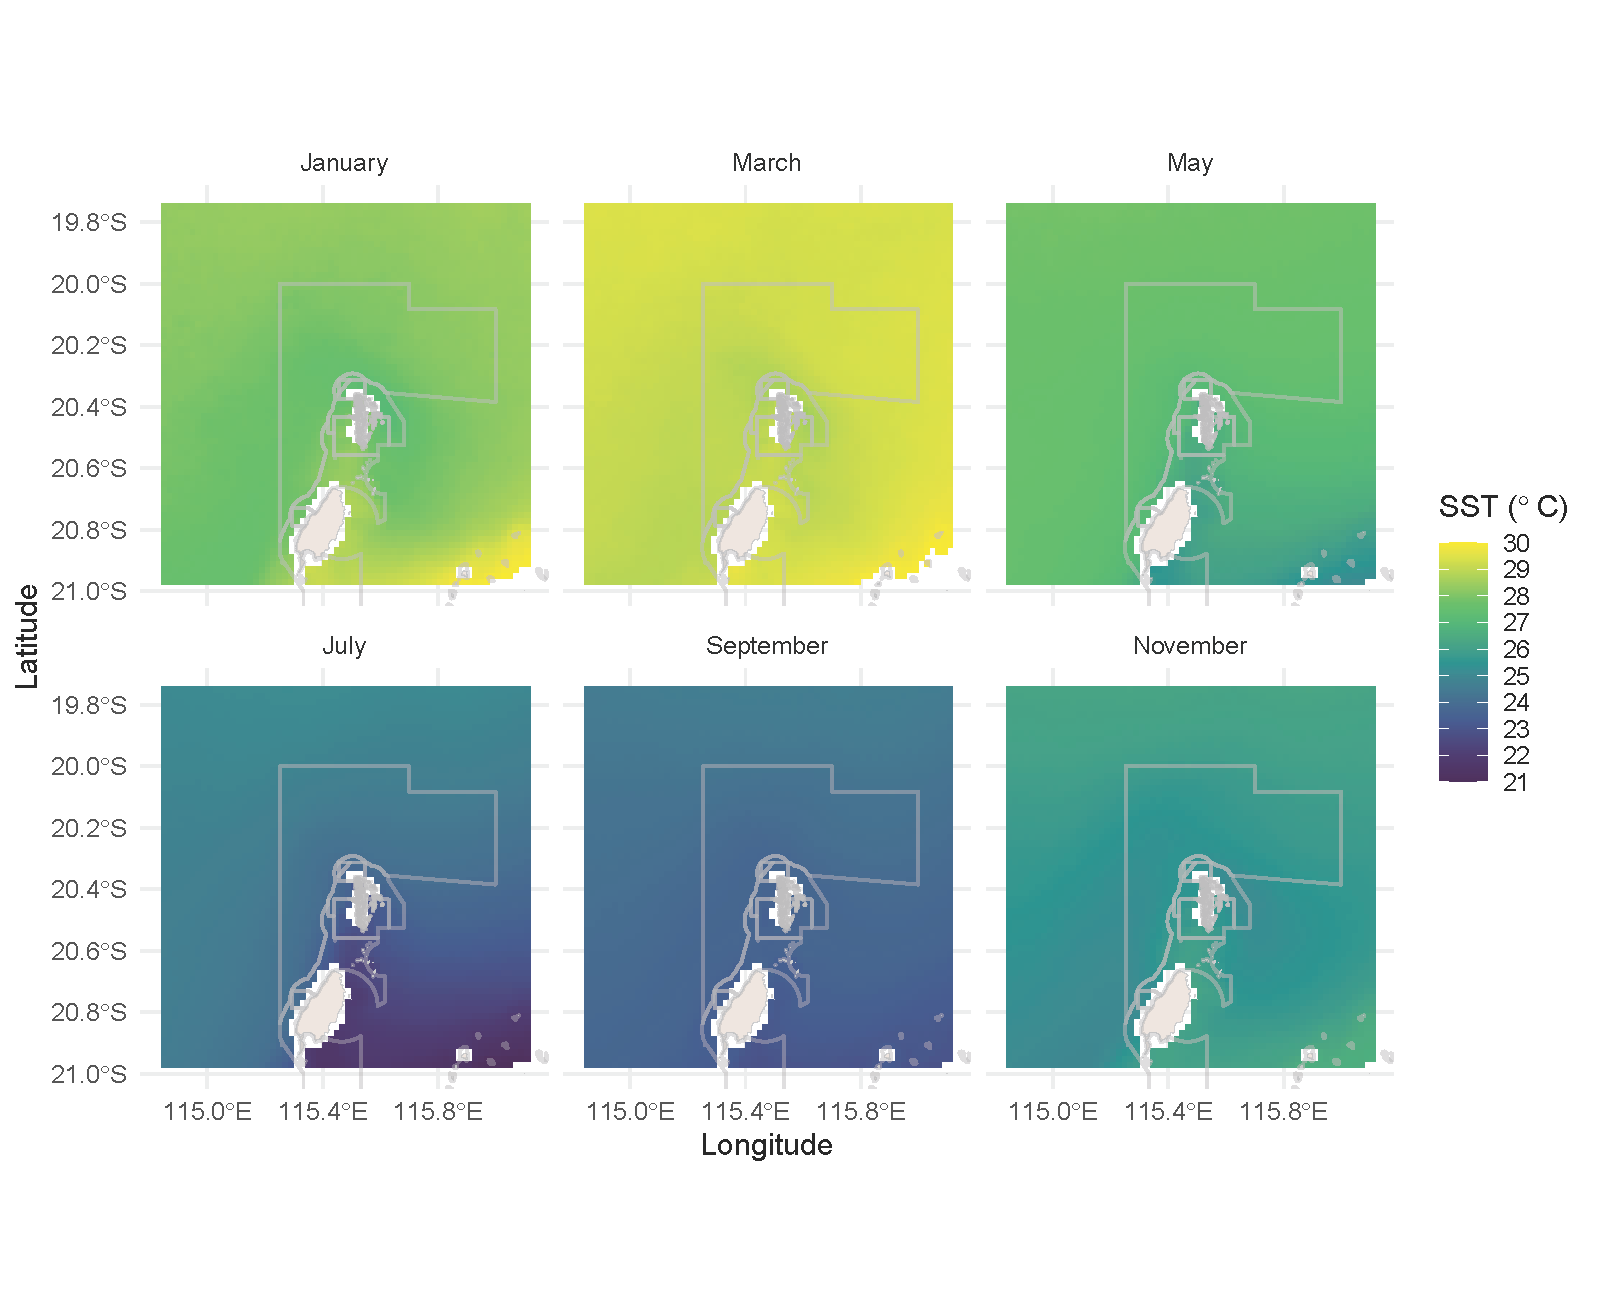 January March May
19.8°S
20.0°S
20.2°S
20.4°S
20.6°S
20.8°S
21.0°S
July September November
19.8°S
20.0°S
20.2°S
20.4°S
20.6°S
20.8°S
21.0°S
115.0°E 115.4°E 115.8°E 115.0°E 115.4°E 115.8°E 115.0°E 115.4°E 115.8°E
Longitude
Latitude
SST (° C)
30
29
28
27
26
25
24
23
22
21